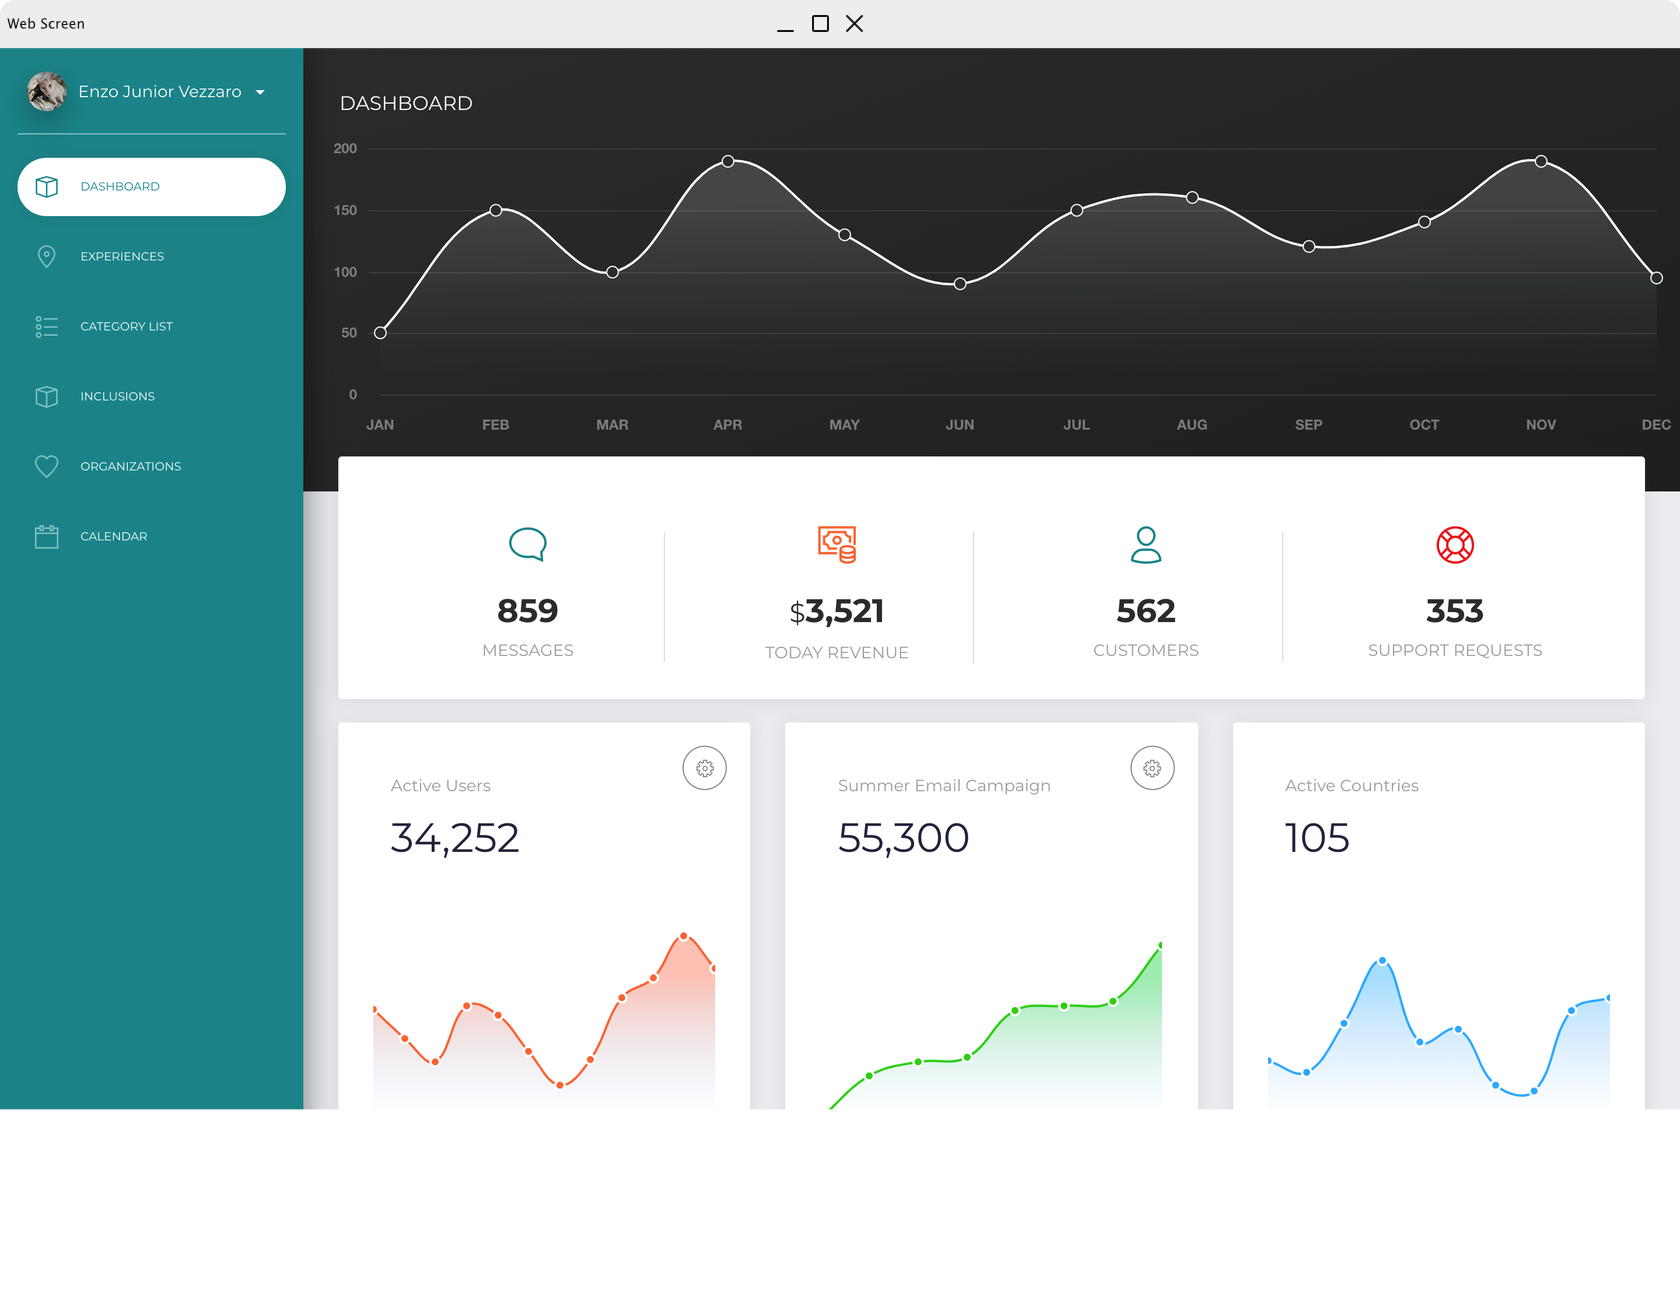 Web Screen
Enzo Junior Vezzaro
DASHBOARD
EXPERIENCES
CATEGORY LIST
INCLUSIONS
ORGANIZATIONS
CALENDAR
DASHBOARD
200
150
100
50
0
JAN FEB MAR APR MAY JUN JUL AUG SEP OCT NOV DEC
859
MESSAGES
$3,521
TODAY REVENUE
562
CUSTOMERS
353
SUPPORT REQUESTS
Active Users
34,252
Summer Email Campaign
55,300
Active Countries
105